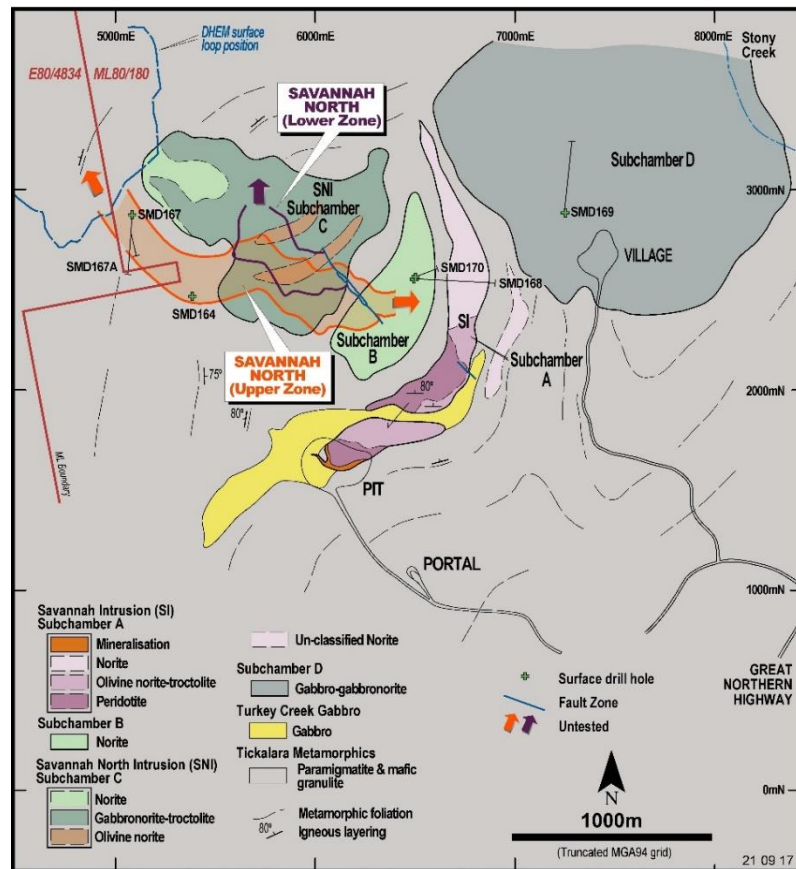 5000mE
6000mE
7000mE
8000mE
DHEM surface
loop position
Stony
Creek
E80/4834
ML80/180
SAVANNAH
NORTH
(Lower Zone)
Subchamber D
3000mN
SNI
Subchamber
C
SMD167
SMD169
VILLAGE
SMD167A
SMD170
SMD168
SMD164
SI
Subchamber
B
Subchamber
A
SAVANNAH
NORTH
(Upper Zone)
75°
80°
80°
2000mN
ML Boundary
PIT
PORTAL
1000mN
Savannah Intrusion (SI)
Subchamber A
Mineralisation
Norite
Olivine norite-troctolite
Peridotite
Subchamber B
Norite
Savannah North Intrusion (SNI)
Subchamber C
Norite
Gabbronorite-troctolite
Olivine norite
Un-classified Norite
Subchamber D
Gabbro-gabbronorite
Turkey Creek Gabbro
Gabbro
Tickalara Metamorphics
Paramigmatite & mafic
granulite
Metamorphic foliation
80°
Igneous layering
Surface drill hole
Fault Zone
Untested
GREAT
NORTHERN
HIGHWAY
0mN
N
1000m
(Truncated MGA94 grid)
21 09 17